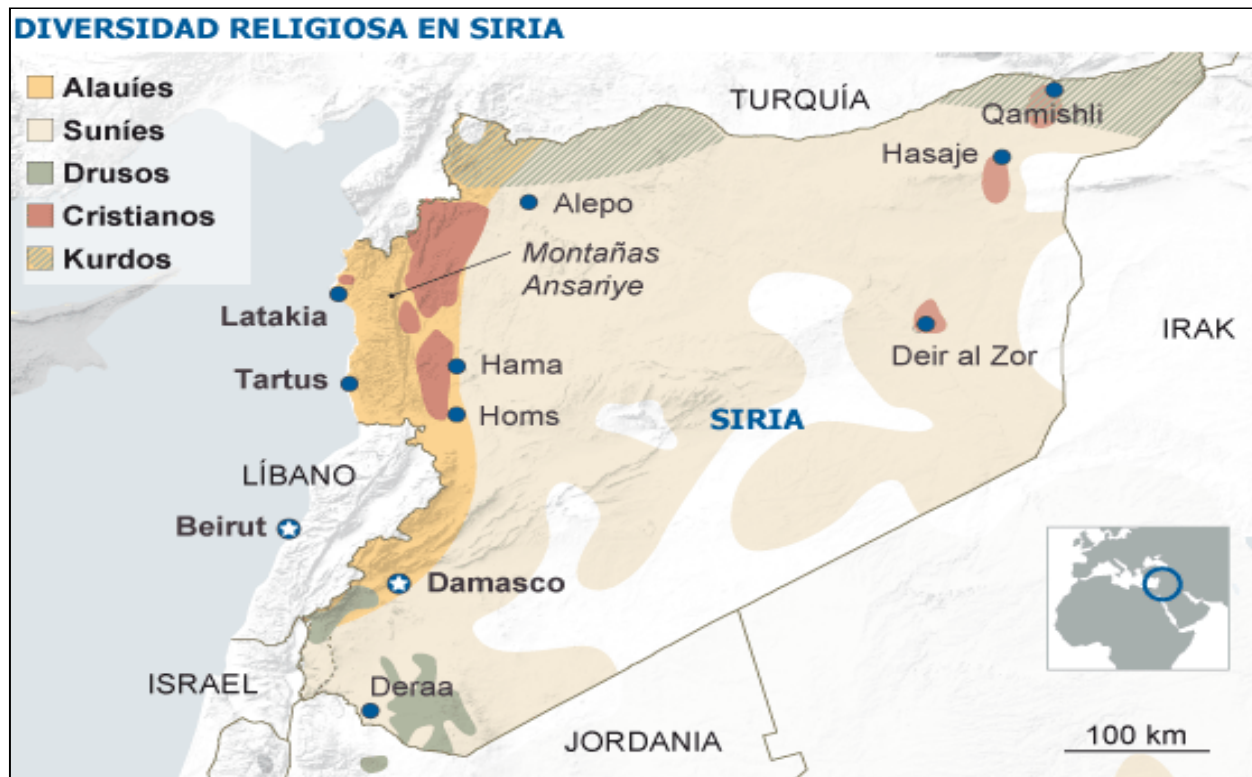 DIVERSIDAD RELIGIOSA EN SIRIA
Alauíes
Suníes
Drusos
Cristianos
Kurdos
TURQUÍA
Qamishli
Hasaje
Alepo
Montañas
Ansariye
Latakia
IRAK
Deir al Zor
Hama
Tartus
Homs
SIRIA
LÍBANO
Beirut
Damasco
ISRAEL
Deraa
JORDANIA
100 km